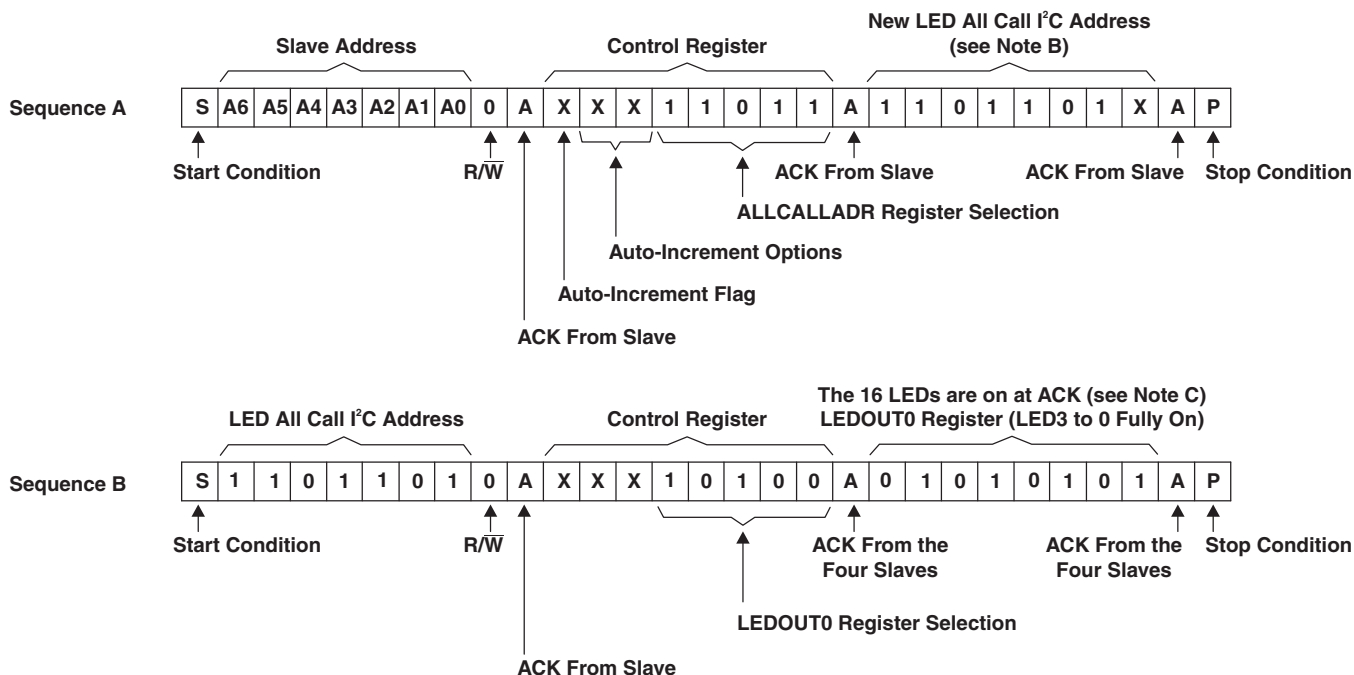 New LED All Call I²C Address
(see Note B)
Slave Address
Control Register
Sequence A
S A6 A5 A4 A3 A2 A1 A0 0 A X X X 1 1 0 1 1 A 1 1 0 1 1 0 1 X A P
Start Condition
R/W̅
ACK From Slave
ACK From Slave
Stop Condition
ALLCALLADR Register Selection
Auto-Increment Options
Auto-Increment Flag
ACK From Slave
The 16 LEDs are on at ACK (see Note C)
LED All Call I²C Address
Control Register
LEDOUT0 Register (LED3 to 0 Fully On)
Sequence B
S 1 1 0 1 1 0 1 0 A X X X 1 0 1 0 0 A 0 1 0 1 0 1 0 1 A P
Start Condition
R/W̅
ACK From the
Four Slaves
ACK From the
Four Slaves
Stop Condition
LEDOUT0 Register Selection
ACK From Slave